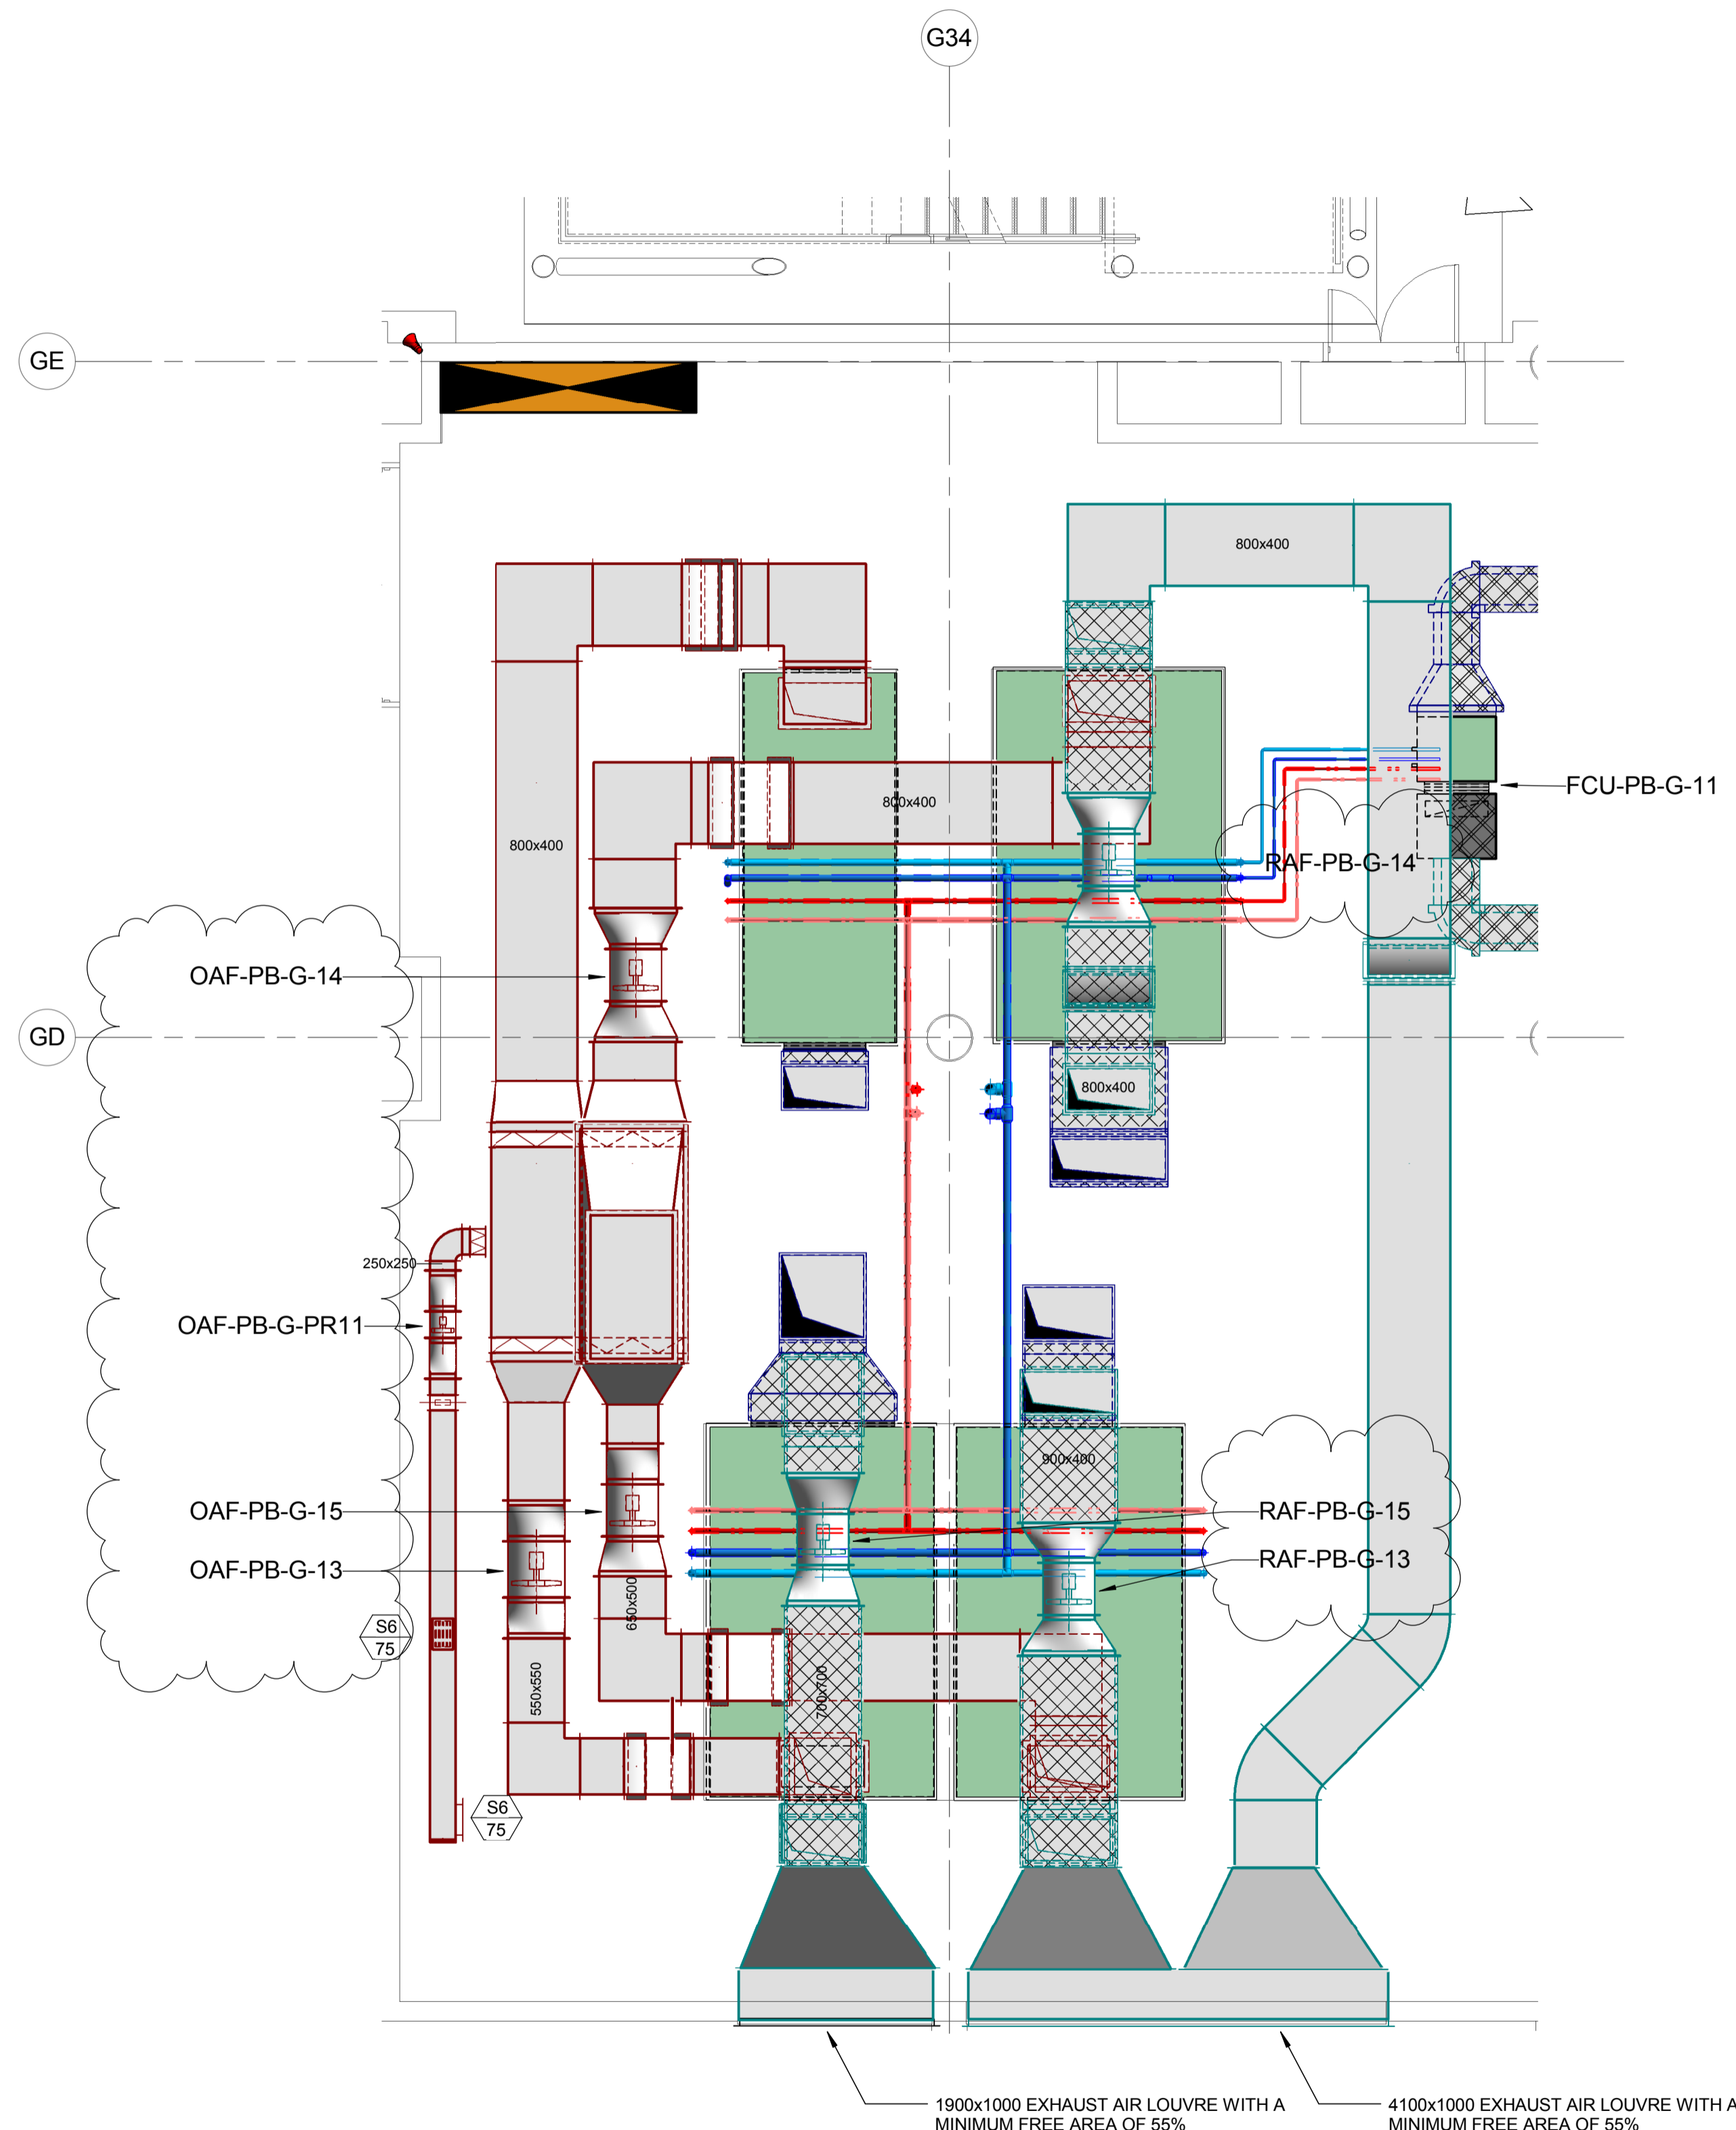 G34
GE
800x400
FCU-PB-G-11
800x400
800x400
RAF-PB-G-14
OAF-PB-G-14
GD
800x400
250x250
OAF-PB-G-PR11
900x400
OAF-PB-G-15
RAF-PB-G-15
RAF-PB-G-13
OAF-PB-G-13
650x500
S6
75
550x550
700x700
S6
75
1900x1000 EXHAUST AIR LOUVRE WITH A
MINIMUM FREE AREA OF 55%
4100x1000 EXHAUST AIR LOUVRE WITH A
MINIMUM FREE AREA OF 55%